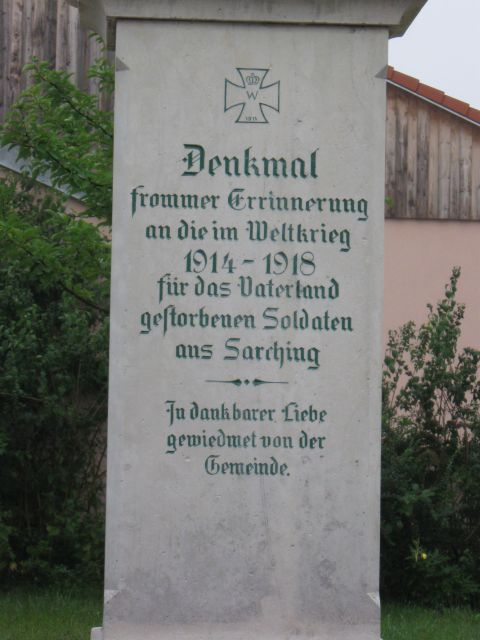 W
Denkmal
frommer Erinnerung
an die im Weltkrieg
1914 - 1918
für das Vaterland
gestorbenen Soldaten
aus Sarching
In dankbarer Liebe
gewiedmet von der
Gemeinde.